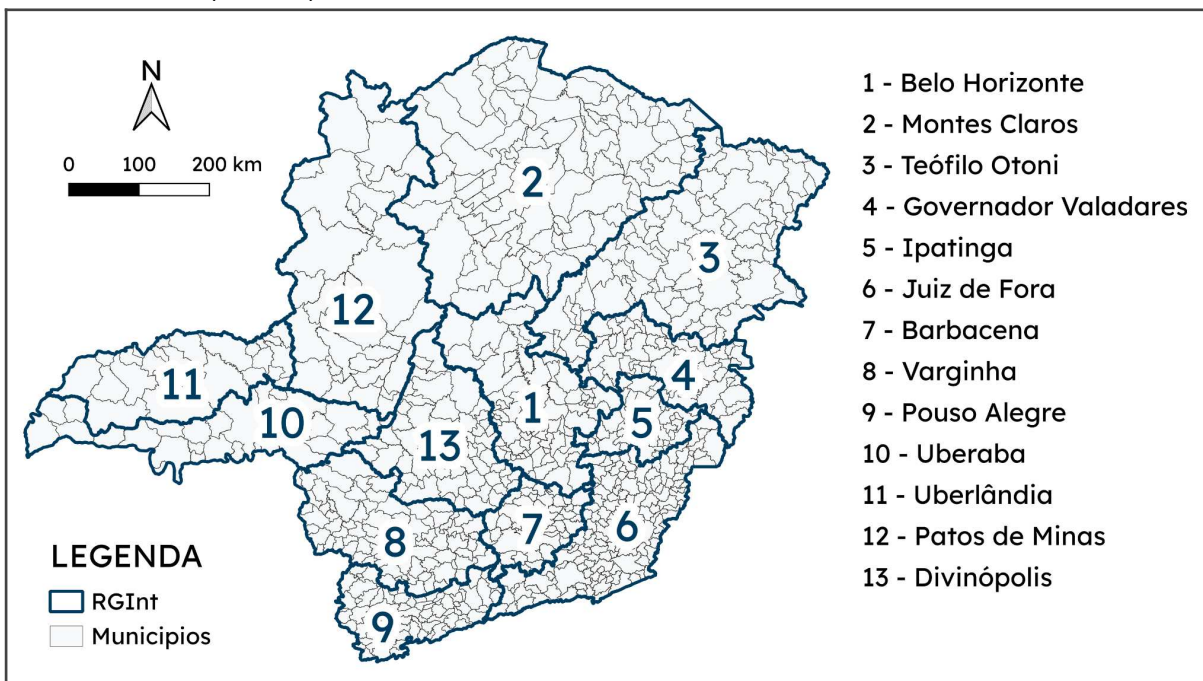 N
0 100 200 km
1 - Belo Horizonte
2 - Montes Claros
3 - Teófilo Otoni
4 - Governador Valadares
5 - Ipatinga
6 - Juiz de Fora
7 - Barbacena
8 - Varginha
9 - Pouso Alegre
10 - Uberaba
11 - Uberlândia
12 - Patos de Minas
13 - Divinópolis
2
3
12
4
11
1
10
5
13
6
7
8
9
LEGENDA
RGInt
Municipios